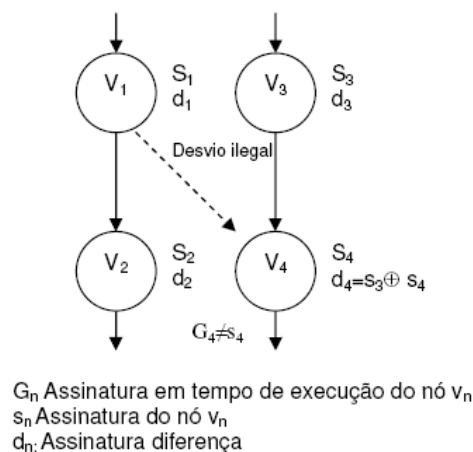 V1 S1 V3 S3
d1 d3
Desvio ilegal
V2 S2 V4 S4
d2 d4=s3⊕ s4
G4≠s4
Gn Assinatura em tempo de execução do nó vn
sn Assinatura do nó vn
dn: Assinatura diferença